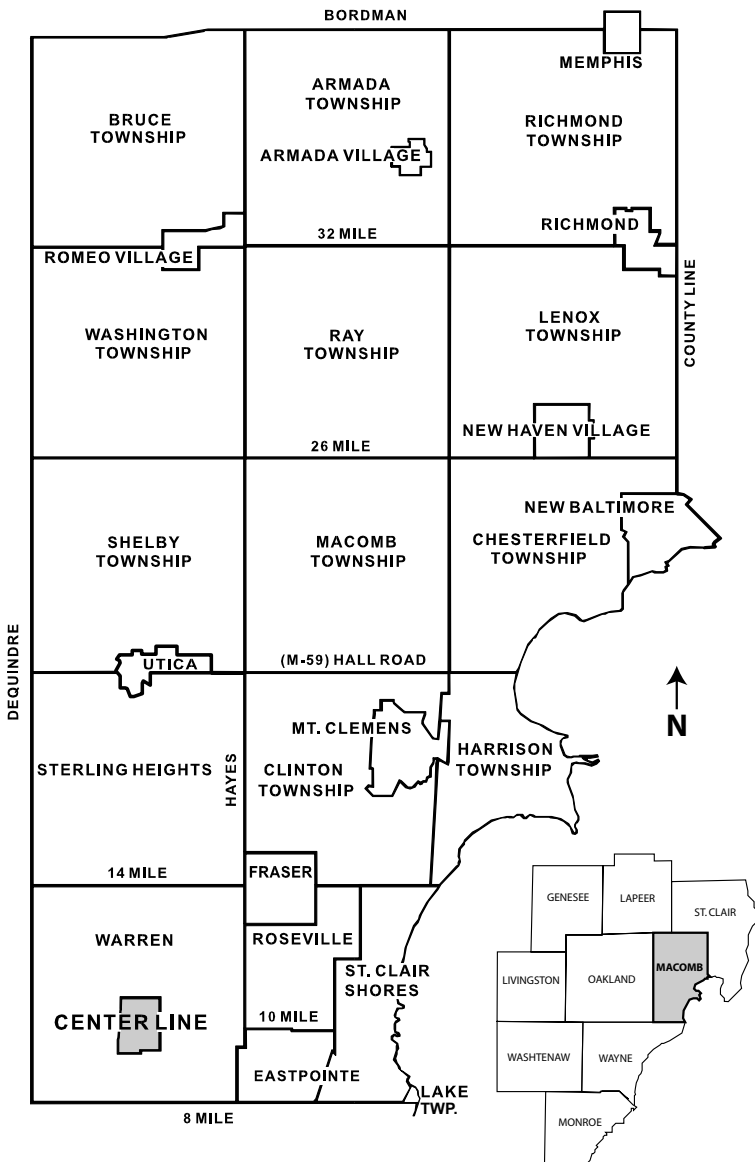 BORDMAN
MEMPHIS
ARMADA
TOWNSHIP
BRUCE
TOWNSHIP
RICHMOND
TOWNSHIP
ARMADA VILLAGE
RICHMOND
32 MILE
ROMEO VILLAGE
COUNTY LINE
WASHINGTON
TOWNSHIP
RAY
TOWNSHIP
LENOX
TOWNSHIP
NEW HAVEN VILLAGE
26 MILE
NEW BALTIMORE
SHELBY
TOWNSHIP
MACOMB
TOWNSHIP
CHESTERFIELD
TOWNSHIP
DEQUINDRE
UTICA
(M-59) HALL ROAD
N
MT. CLEMENS
STERLING HEIGHTS
HAYES
CLINTON
TOWNSHIP
HARRISON
TOWNSHIP
14 MILE
FRASER
WARREN
ROSEVILLE
ST. CLAIR
SHORES
CENTER LINE
10 MILE
EASTPOINTE
LAKE
TWP.
8 MILE
GENESEE
LAPEER
ST. CLAIR
LIVINGSTON
OAKLAND
MACOMB
WASHTENAW
WAYNE
MONROE